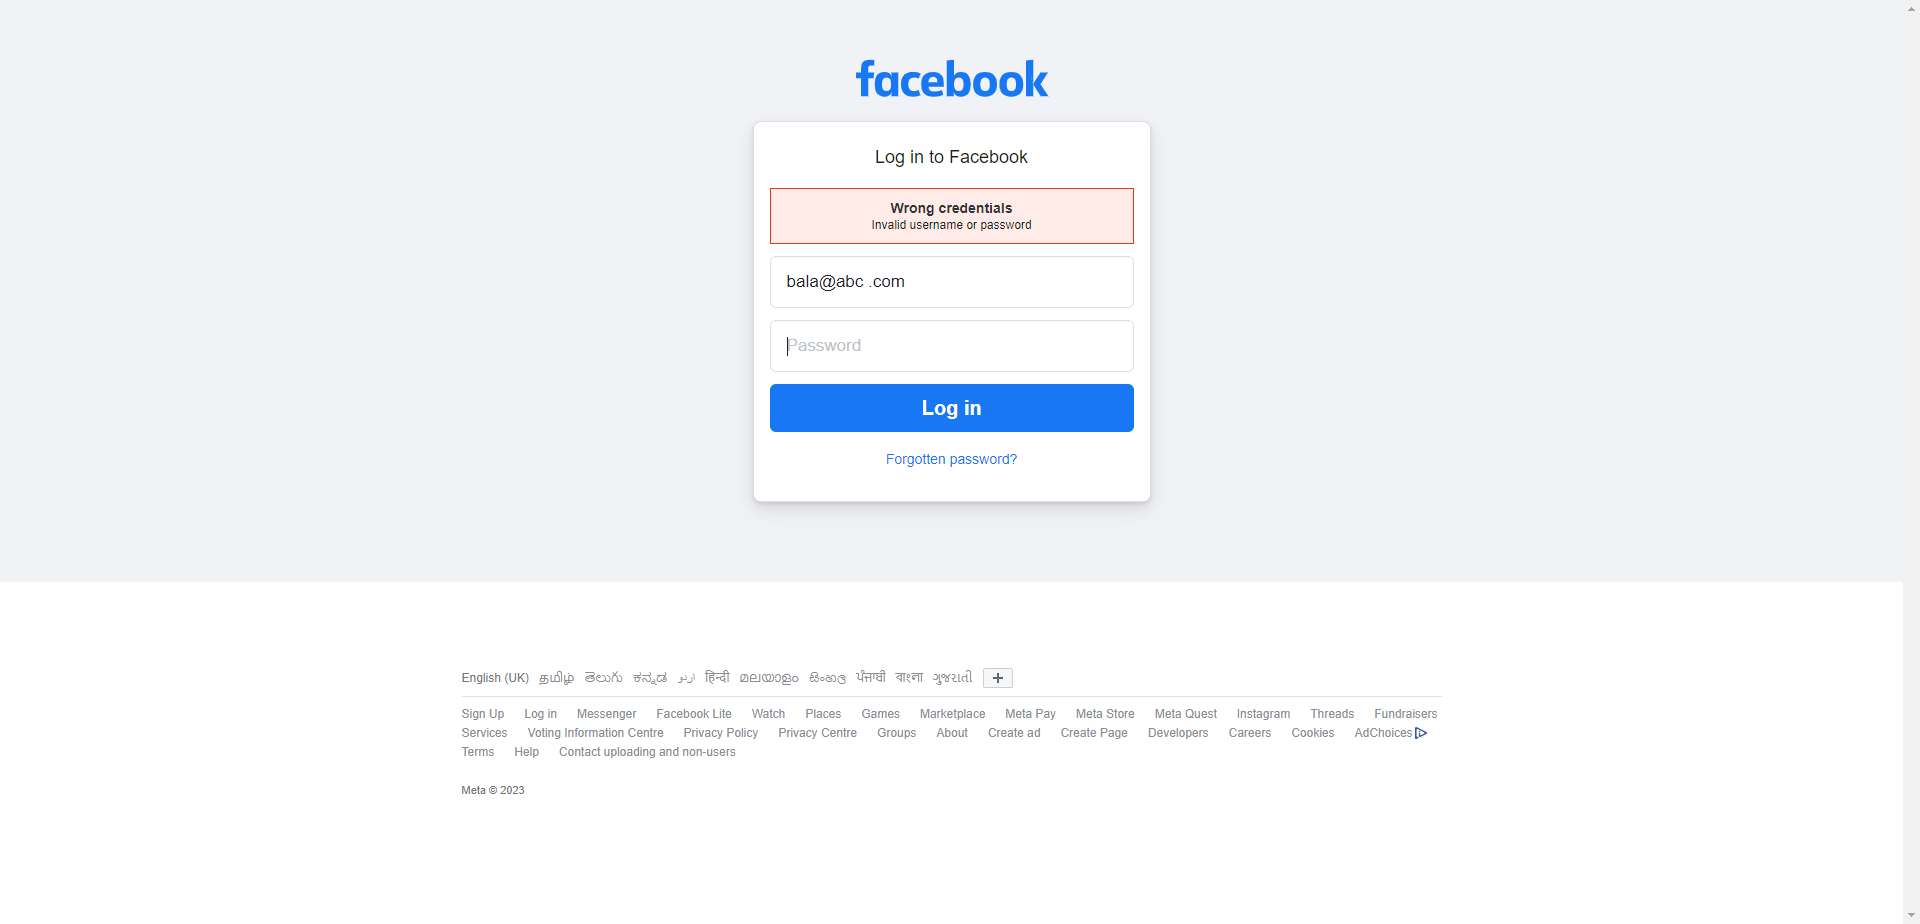 facebook
Log in to Facebook
Wrong credentials
Invalid username or password
bala@abc .com
Password
Log in
Forgotten password?
English (UK) தமிழ் తెలుగు ಕನ್ನಡ اردو हिन्दी മലയാളം සිංහල ਪੰਜਾਬੀ বাংলা ગુજરાતી
Sign Up Log in Messenger Facebook Lite Watch Places Games Marketplace Meta Pay Meta Store Meta Quest Instagram Threads Fundraisers
Services Voting Information Centre Privacy Policy Privacy Centre Groups About Create ad Create Page Developers Careers Cookies AdChoices
Terms Help Contact uploading and non-users
Meta © 2023